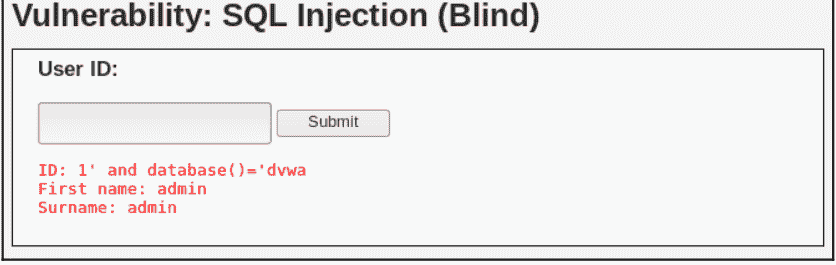 Vulnerability: SQL Injection (Blind)
User ID:
Submit
ID: 1' and database()='dvwa
First name: admin
Surname: admin